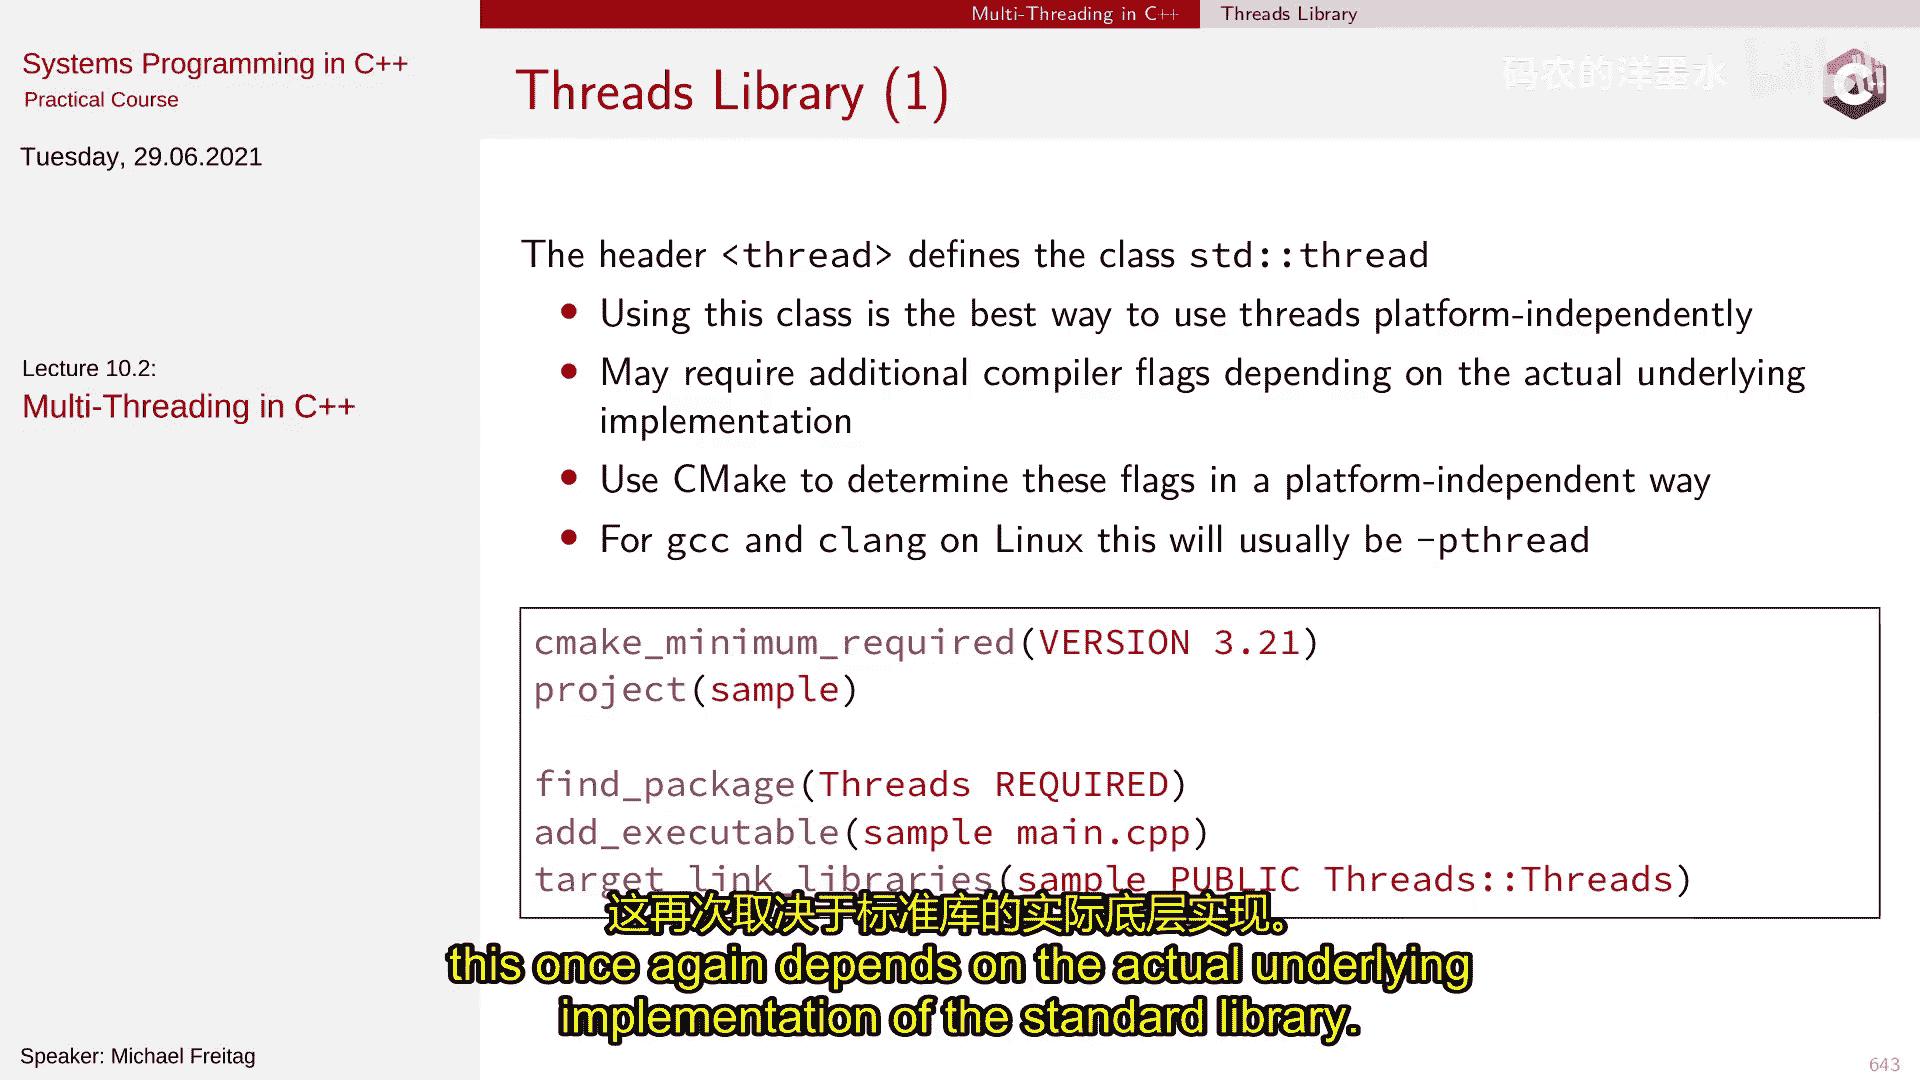 Multi-Threading in C++
Threads Library
Systems Programming in C++
Practical Course
Tuesday, 29.06.2021
Lecture 10.2:
Multi-Threading in C++
Speaker: Michael Freitag
Threads Library (1)
码农的洋墨水
The header <thread> defines the class std::thread
• Using this class is the best way to use threads platform-independently
• May require additional compiler flags depending on the actual underlying
implementation
• Use CMake to determine these flags in a platform-independent way
• For gcc and clang on Linux this will usually be -pthread
cmake_minimum_required(VERSION 3.21)
project(sample)
find_package(Threads REQUIRED)
add_executable(sample main.cpp)
target_link_libraries(sample PUBLIC Threads::Threads)
这再次取决于标准库的实际底层实现。
this once again depends on the actual underlying
implementation of the standard library.
643